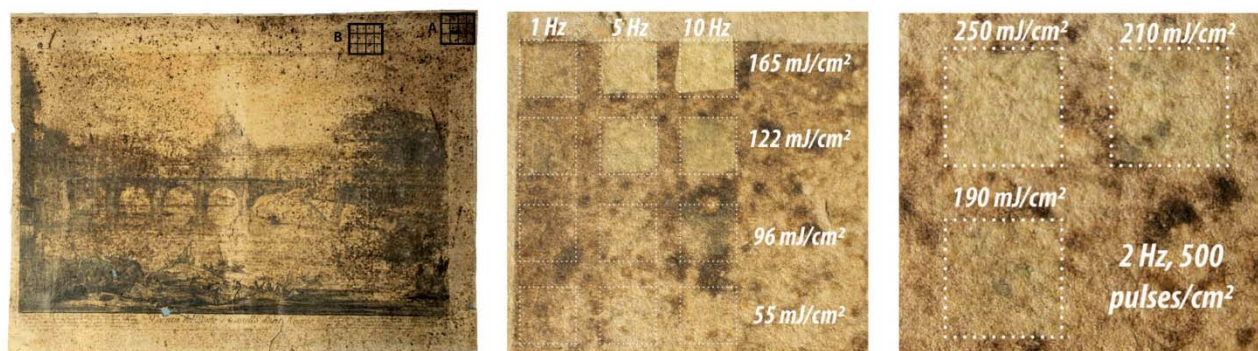 B
A
1 Hz 5 Hz 10 Hz
165 mJ/cm²
122 mJ/cm²
96 mJ/cm²
55 mJ/cm²
250 mJ/cm² 210 mJ/cm²
190 mJ/cm²
2 Hz, 500
pulses/cm²